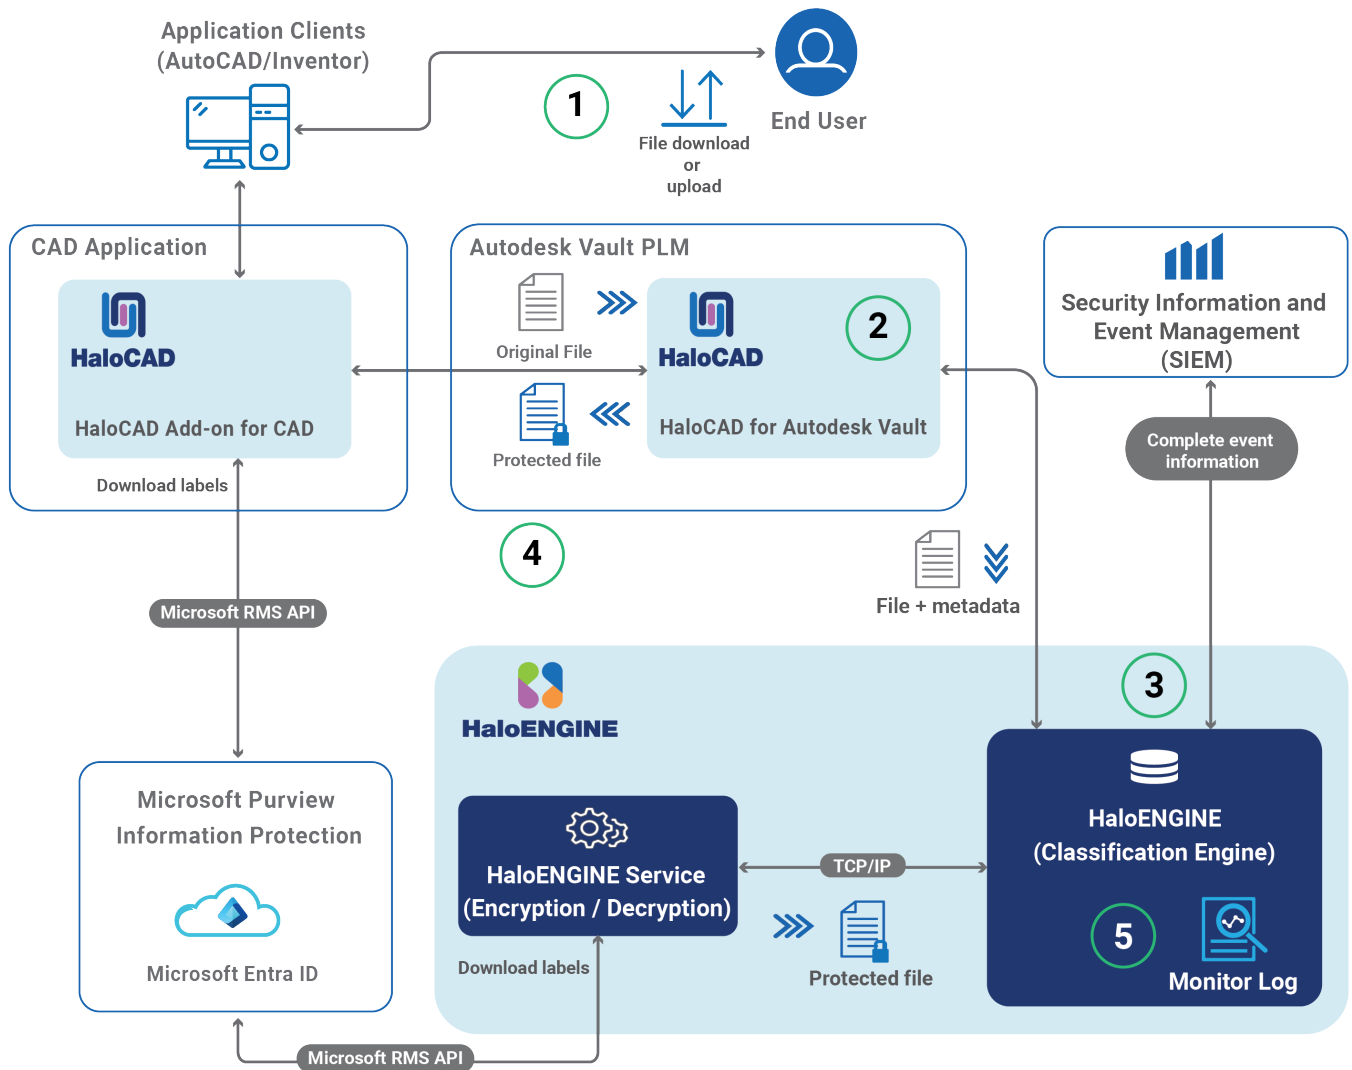 Application Clients
(AutoCAD/Inventor)
1
File download
or
upload
End User
CAD Application
HaloCAD
HaloCAD Add-on for CAD
Download labels
Autodesk Vault PLM
Original File
Protected file
HaloCAD
2
HaloCAD for Autodesk Vault
Security Information and
Event Management
(SIEM)
Complete event
information
4
File + metadata
Microsoft RMS API
Microsoft Purview
Information Protection
Microsoft Entra ID
HaloENGINE
3
HaloENGINE Service
(Encryption / Decryption)
TCP/IP
Protected file
HaloENGINE
(Classification Engine)
5
Monitor Log
Download labels
Microsoft RMS API